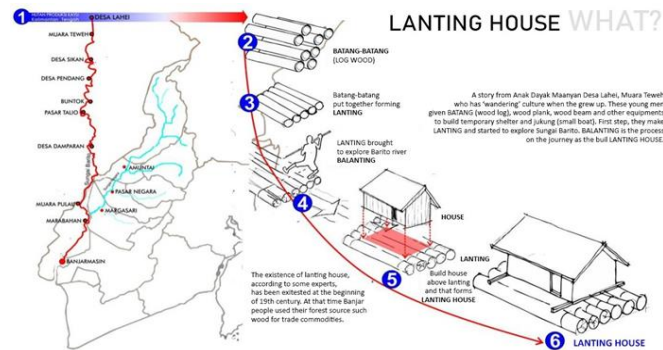 LANTING HOUSE WHAT?
1
DESA LAHEI
MUARA TEWEH
DESA SIKAN
DESA PENDANG
BUNTOK
PASAR TALIO
DESA DAMPARAN
Sungai Barito
AMUNTAI
PASAR NEGARA
MARGASARI
MUARA PULAU
MARABAHAN
BANJARMASIN
2
BATANG-BATANG
(LOG WOOD)
3
Batang-batang
put together forming
LANTING
LANTING brought
to explore Barito river
BALANTING
4
A story from Anak Dayak Maanyan Desa Lahei, Muara Teweh
who has 'wandering' culture when the grew up. These young men
given BATANG (wood log), wood plank, wood beam and other equipments
to build temporary shelter and jukung (small boat). First step, they make
LANTING and started to explore Sungai Barito. BALANTING is the process
on the journey as the buil LANTING HOUSE.
HOUSE
LANTING
5
Build house
above lanting
and that forms
LANTING HOUSE
The existence of lanting house,
according to some experts,
has been exitested at the beginning
of 19th century. At that time Banjar
people used their forest source such
wood for trade commodities.
6
LANTING HOUSE